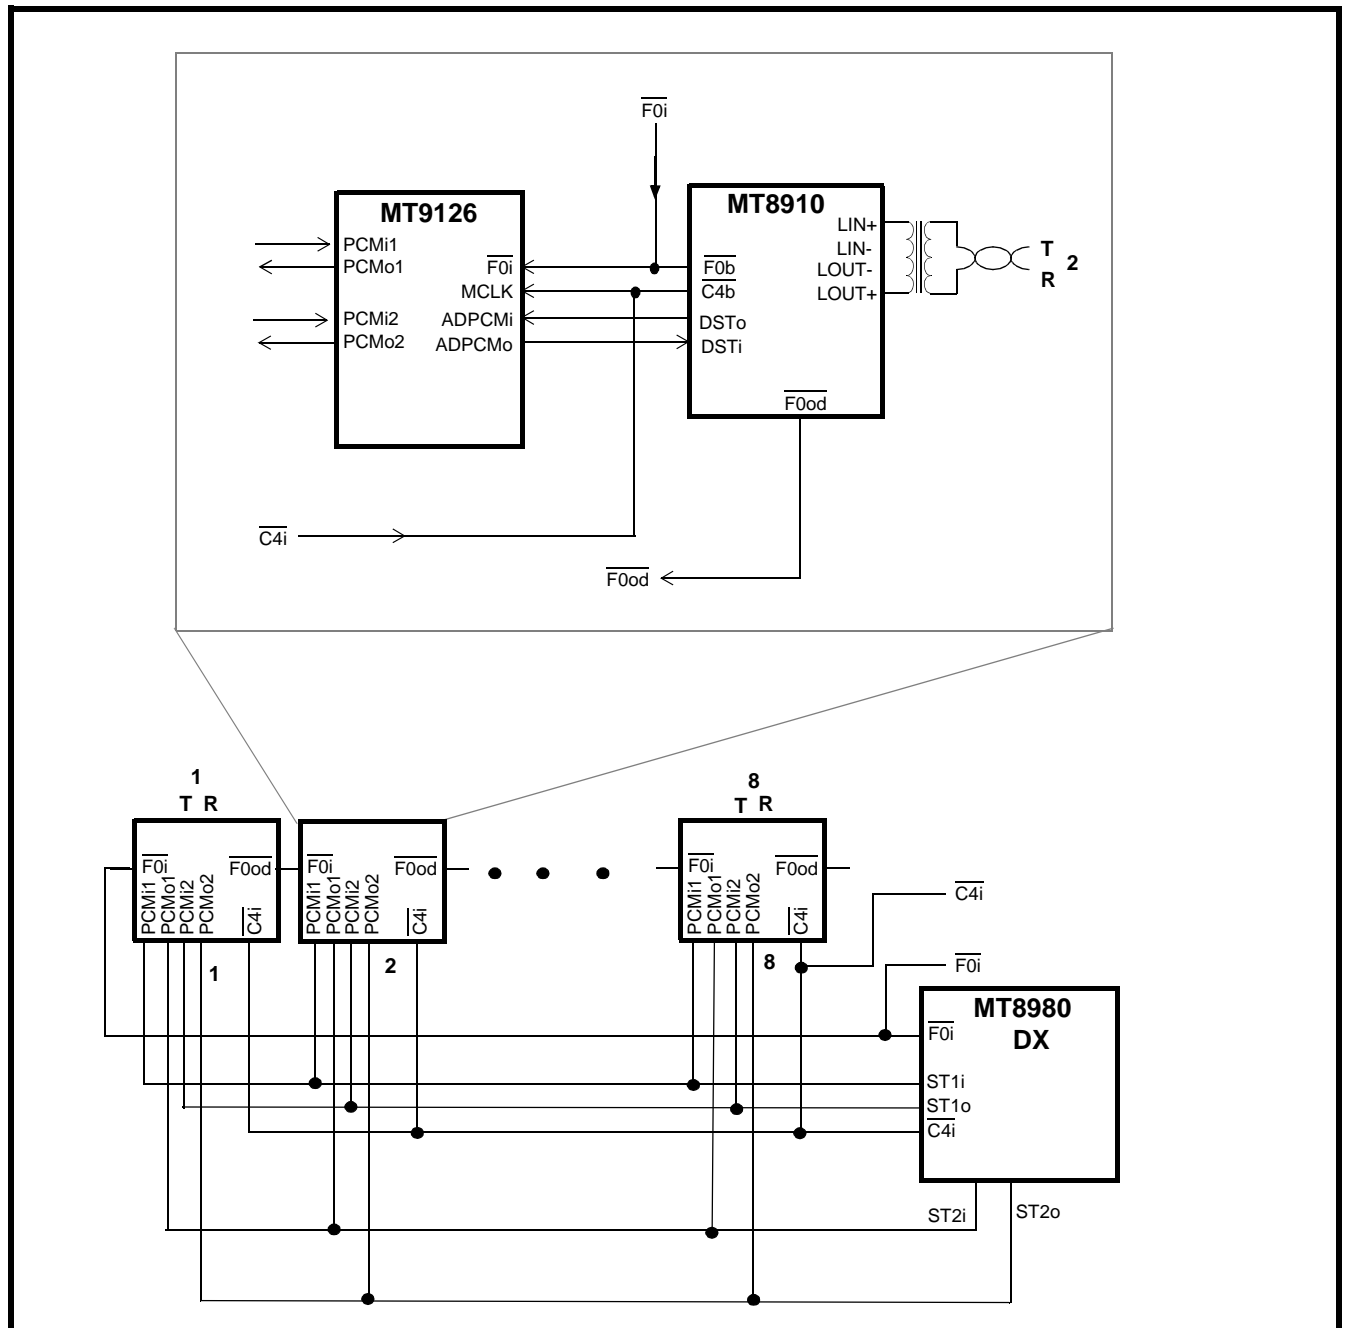 F0i
MT9126
MT8910
PCMi1
PCMo1
PCMi2
PCMo2
F0i
MCLK
ADPCMi
ADPCMo
F0b
C4b
DSTo
DSTi
LIN+
LIN-
LOUT-
LOUT+
F0od
T
R
2
C4i
F0od
1
T R
F0i
F0od
PCMi1
PCMo1
PCMi2
PCMo2
C4i
1
F0i
F0od
PCMi1
PCMo1
PCMi2
PCMo2
C4i
2
8
T R
F0i
F0od
PCMi1
PCMo1
PCMi2
PCMo2
C4i
8
C4i
F0i
MT8980
DX
F0i
ST1i
ST1o
C4i
ST2i
ST2o